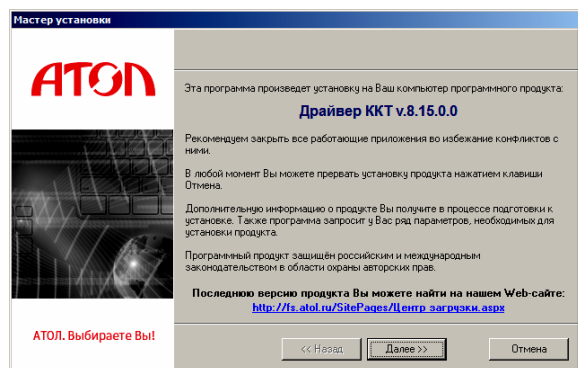 Мастер установки
АТОЛ
Эта программа произведет установку на Ваш компьютер программного продукта:
Драйвер ККТ v.8.15.0.0
Рекомендуем закрыть все работающие приложения во избежание конфликтов с
ними.
В любой момент Вы можете прервать установку продукта нажатием клавиши
Отмена.
Дополнительную информацию о продукте Вы получите в процессе подготовки к
установке. Также программа запросит у Вас ряд параметров, необходимых для
установки продукта.
Программный продукт защищён российским и международным
законодательством в области охраны авторских прав.
Последнюю версию продукта Вы можете найти на нашем Web-сайте:
http://fs.atol.ru/SitePages/Центр загрузки.aspx
АТОЛ. Выбираете Вы!
<< Назад Далее >> Отмена